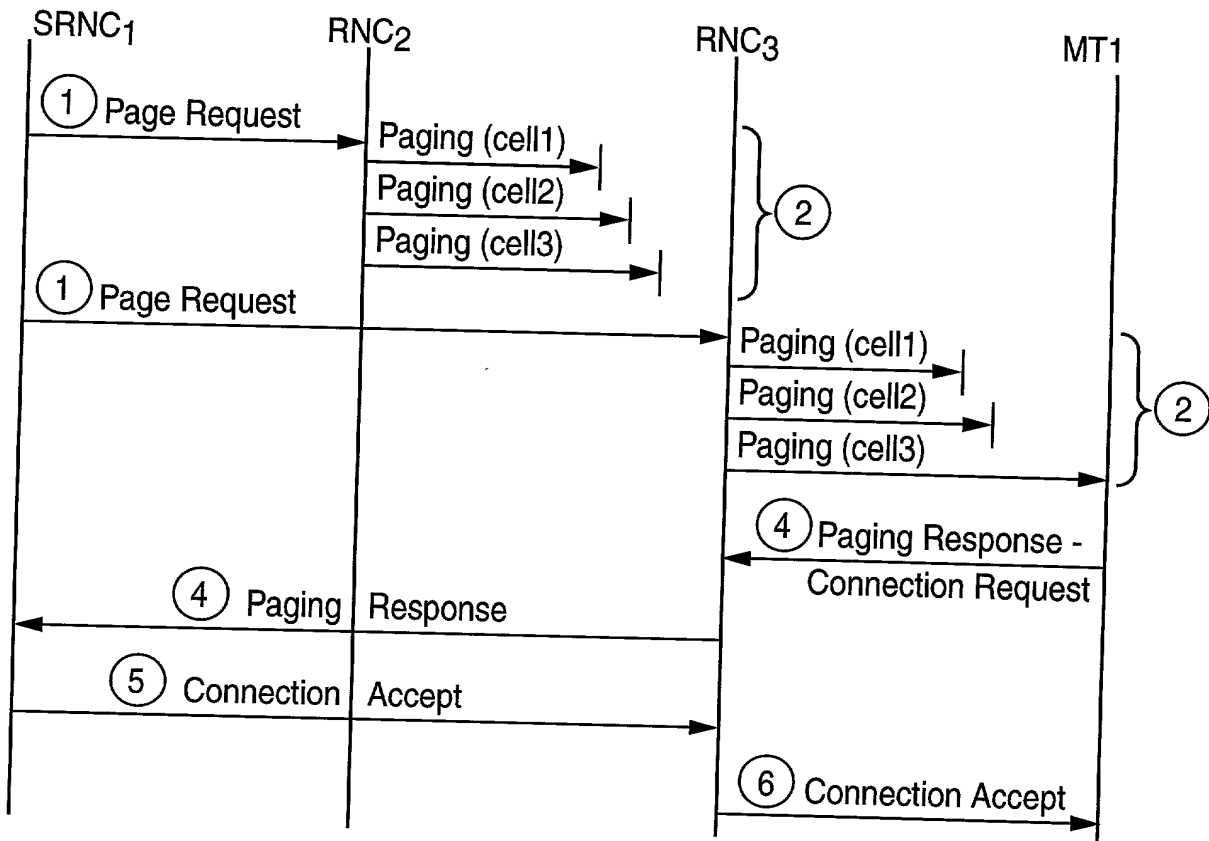 SRNC1
RNC2
RNC3
MT1
1 Page Request
Paging (cell1)
Paging (cell2)
2
Paging (cell3)
1 Page Request
Paging (cell1)
Paging (cell2)
2
Paging (cell3)
4 Paging Response -
Connection Request
4 Paging Response
5 Connection Accept
6 Connection Accept